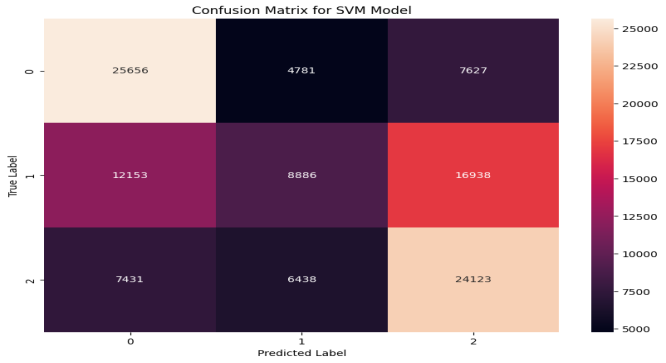 Confusion Matrix for SVM Model
25000
22500
20000
17500
15000
12500
10000
7500
5000
0
25656 4781 7627
1
12153 8886 16938
2
7431 6438 24123
True Label
0 1 2
Predicted Label